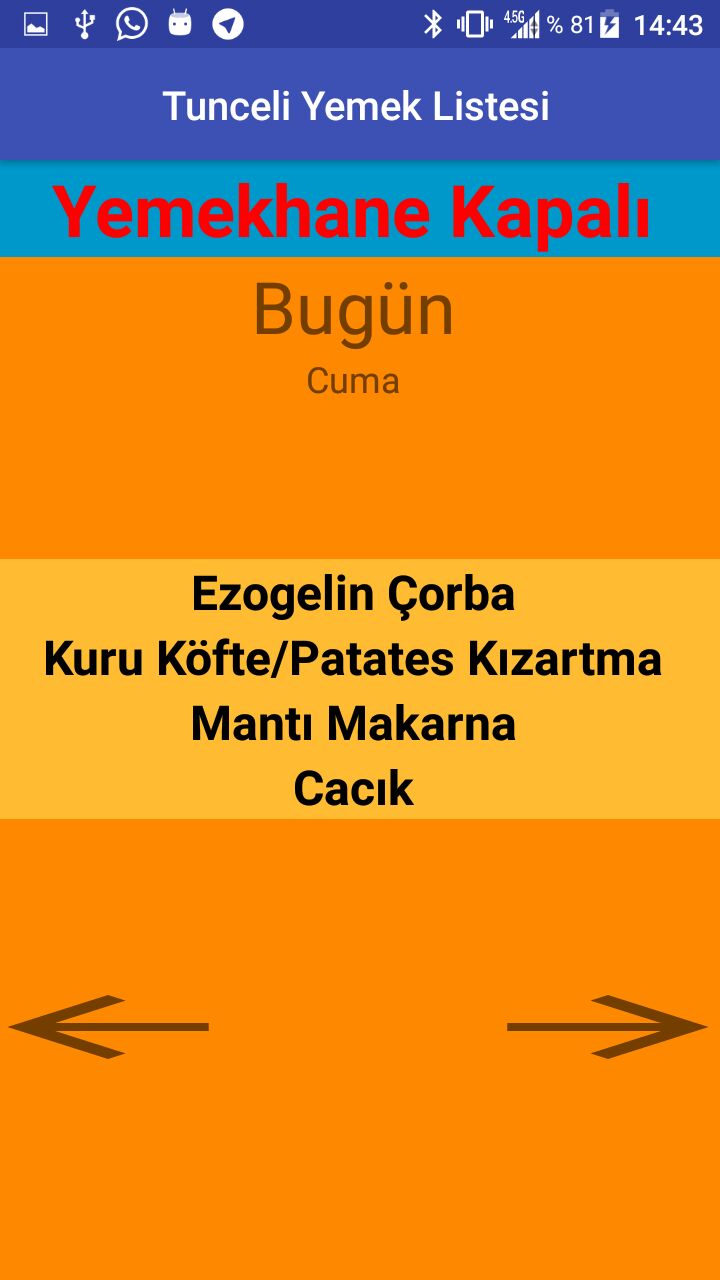 4.5G % 81 14:43
Tunceli Yemek Listesi
Yemekhane Kapalı
Bugün
Cuma
Ezogelin Çorba
Kuru Köfte/Patates Kızartma
Mantı Makarna
Cacık